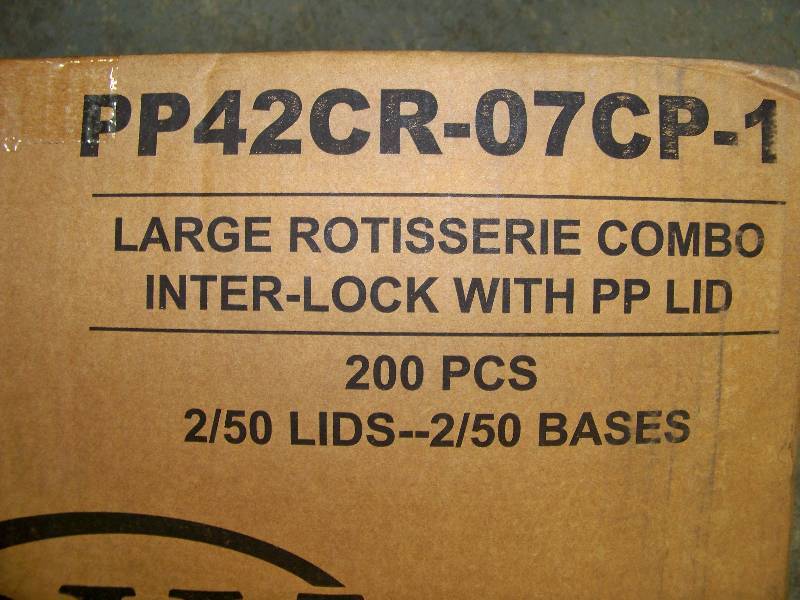 PP42CR-07CP-1
LARGE ROTISSERIE COMBO
INTER-LOCK WITH PP LID
200 PCS
2/50 LIDS--2/50 BASES